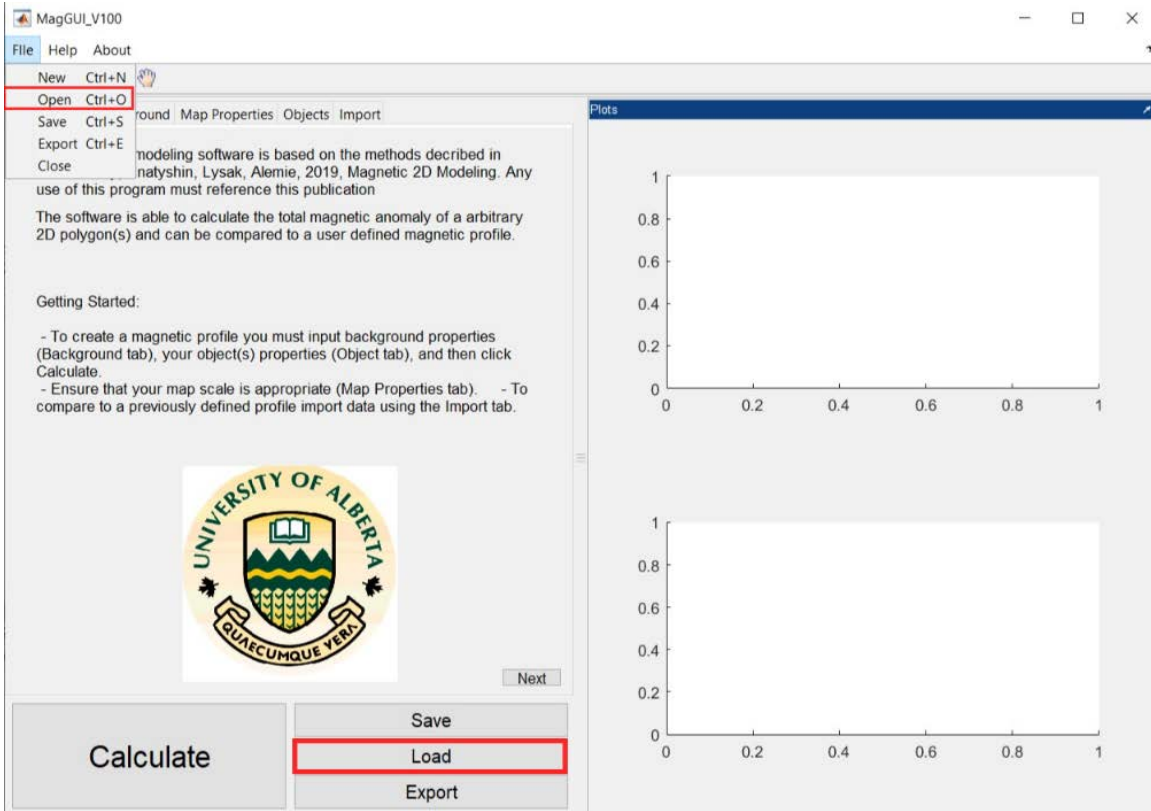 MagGUI_V100
FIle Help About
New Ctrl+N
Open Ctrl+O
Save Ctrl+S
Export Ctrl+E
Close
round Map Properties Objects Import
modeling software is based on the methods decribed in
natyshin, Lysak, Alemie, 2019, Magnetic 2D Modeling. Any
use of this program must reference this publication
The software is able to calculate the total magnetic anomaly of a arbitrary
2D polygon(s) and can be compared to a user defined magnetic profile.
Getting Started:
- To create a magnetic profile you must input background properties
(Background tab), your object(s) properties (Object tab), and then click
Calculate.
- Ensure that your map scale is appropriate (Map Properties tab). - To
compare to a previously defined profile import data using the Import tab.
UNIVERSITY OF ALBERTA
QUAECUMQUE VERA
Next
Calculate
Save
Load
Export
Plots
1
0.8
0.6
0.4
0.2
0
0 0.2 0.4 0.6 0.8 1
1
0.8
0.6
0.4
0.2
0
0 0.2 0.4 0.6 0.8 1